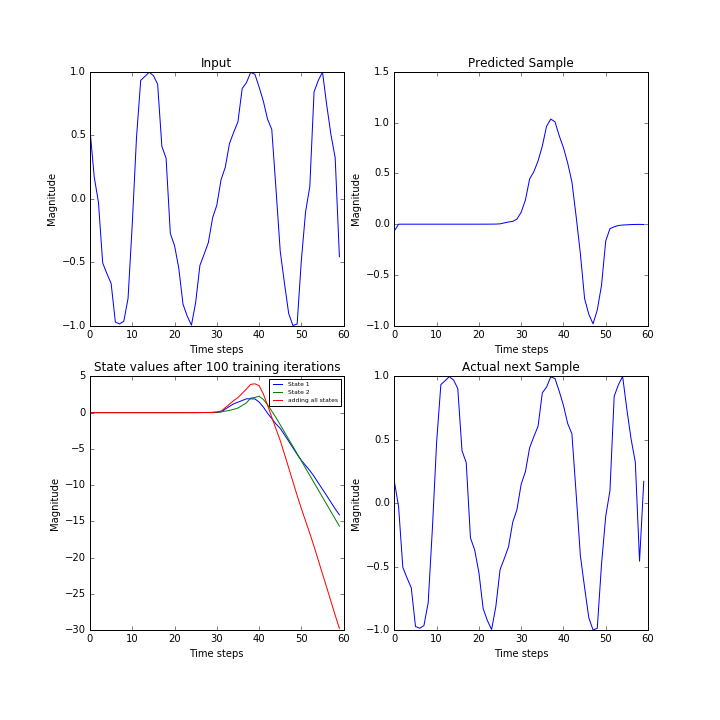 Input
1.0
0.5
0.0
−0.5
−1.0
0 10 20 30 40 50 60
Magnitude
Time steps
Predicted Sample
1.5
1.0
0.5
0.0
−0.5
−1.0
0 10 20 30 40 50 60
Magnitude
Time steps
State values after 100 training iterations
5
0
−5
−10
−15
−20
−25
−30
0 10 20 30 40 50 60
Magnitude
Time steps
State 1
State 2
adding all states
Actual next Sample
1.0
0.5
0.0
−0.5
−1.0
0 10 20 30 40 50 60
Magnitude
Time steps